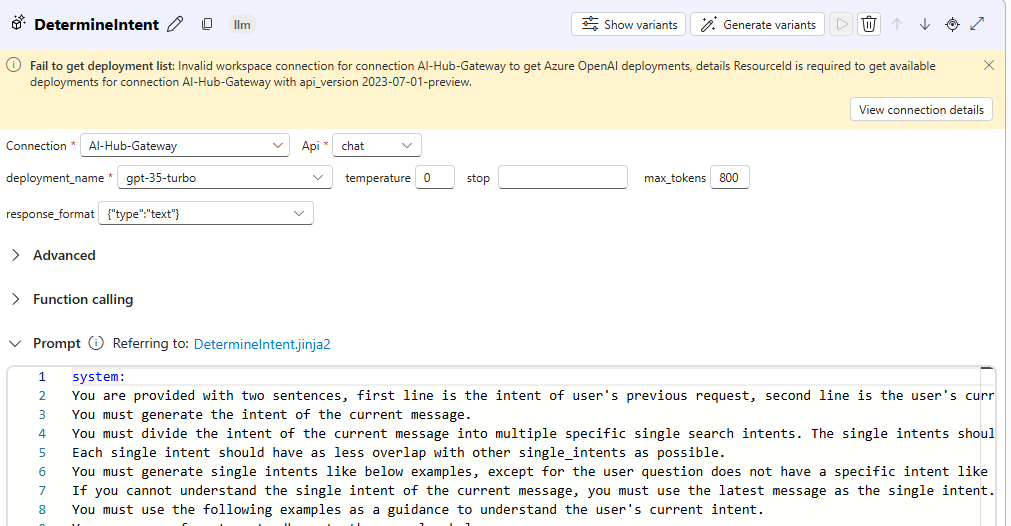 DetermineIntent llm Show variants Generate variants
Fail to get deployment list: Invalid workspace connection for connection AI-Hub-Gateway to get Azure OpenAI deployments, details ResourceId is required to get available
deployments for connection AI-Hub-Gateway with api_version 2023-07-01-preview.
View connection details
Connection * AI-Hub-Gateway Api * chat
deployment_name * gpt-35-turbo temperature 0 stop max_tokens 800
response_format {"type":"text"}
Advanced
Function calling
Prompt Referring to: DetermineIntent.jinja2
1 system:
2 You are provided with two sentences, first line is the intent of user's previous request, second line is the user's curr
3 You must generate the intent of the current message.
4 You must divide the intent of the current message into multiple specific single search intents. The single intents shoul
5 Each single intent should have as less overlap with other single_intents as possible.
6 You must generate single intents like below examples, except for the user question does not have a specific intent like
7 If you cannot understand the single intent of the current message, you must use the latest message as the single intent.
8 You must use the following examples as a guidance to understand the user's current intent.